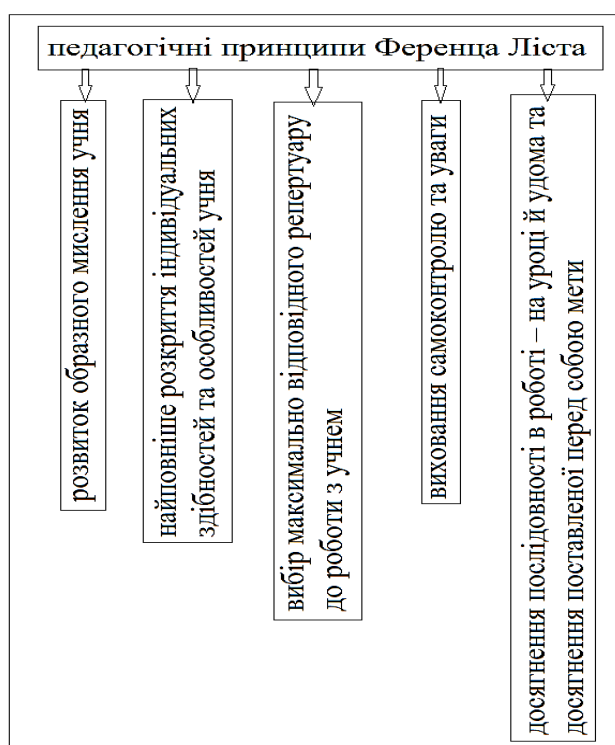 педагогічні принципи Ференца Ліста
розвиток образного мислення учня
найповніше розкриття індивідуальних
здібностей та особливостей учня
вибір максимально відповідного репертуару
до роботи з учнем
виховання самоконтролю та уваги
досягнення послідовності в роботі – на уроці й удома та
досягнення поставленої перед собою мети